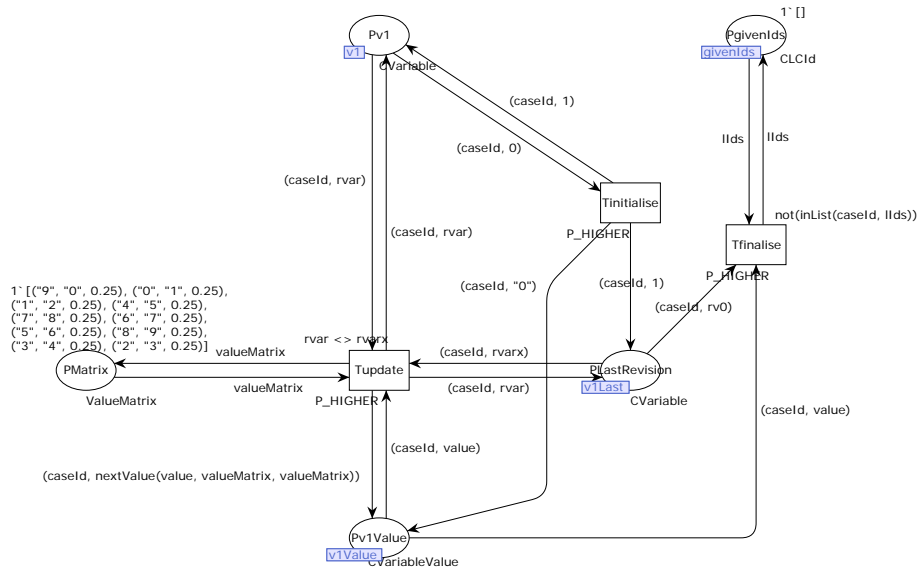 1`[]
Pv1
PgivenIds
v1
givenIds
CVariable
CLCId
(caseId, 1)
(caseId, 0)
lIds
lIds
(caseId, rvar)
Tinitialise
not(inList(caseId, lIds))
(caseId, rvar)
P_HIGHER
Tfinalise
P_HIGHER
(caseId, "0")
(caseId, 1)
1`[("9", "0", 0.25), ("0", "1", 0.25),
("1", "2", 0.25), ("4", "5", 0.25),
("7", "8", 0.25), ("6", "7", 0.25),
("5", "6", 0.25), ("8", "9", 0.25),
("3", "4", 0.25), ("2", "3", 0.25)]
(caseId, rv0)
rvar <> rvarx
valueMatrix
(caseId, rvarx)
PMatrix
Tupdate
PLastRevision
valueMatrix
(caseId, rvar)
v1Last
ValueMatrix
P_HIGHER
CVariable
(caseId, value)
(caseId, value)
(caseId, nextValue(value, valueMatrix, valueMatrix))
Pv1Value
v1Value
CVariableValue